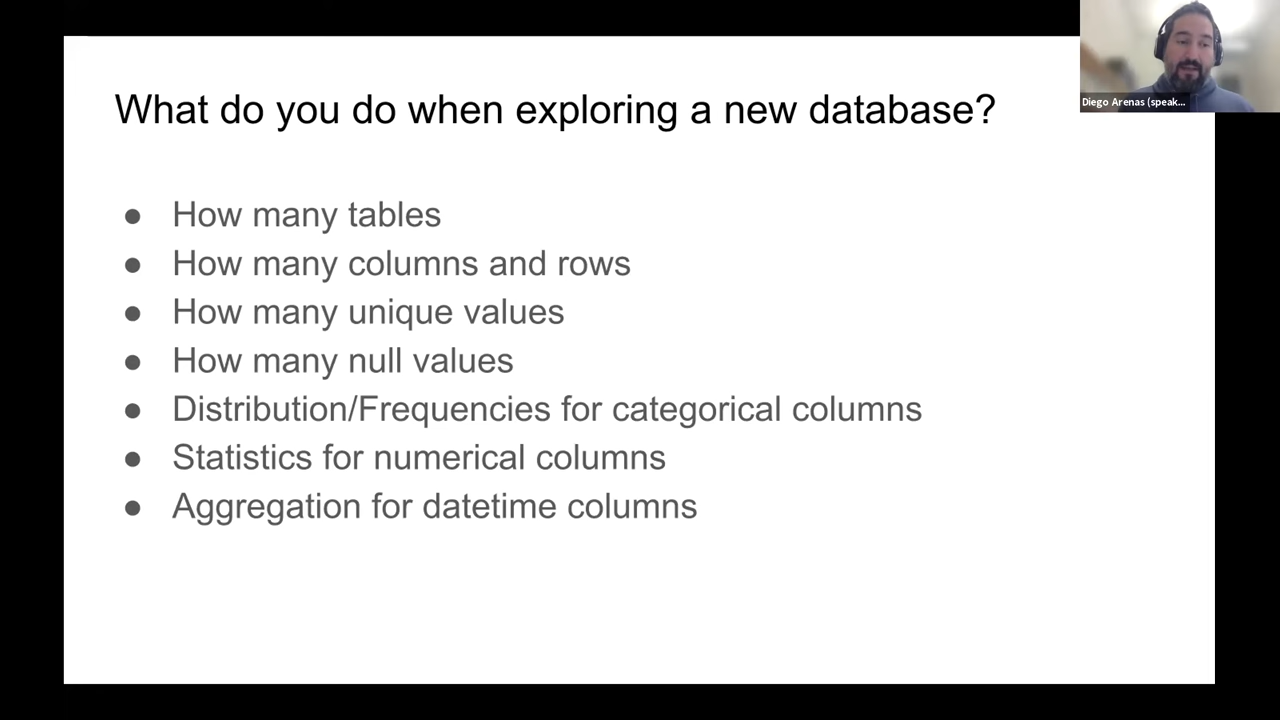 What do you do when exploring a new database?
● How many tables
● How many columns and rows
● How many unique values
● How many null values
● Distribution/Frequencies for categorical columns
● Statistics for numerical columns
● Aggregation for datetime columns
Diego Arenas (speak...